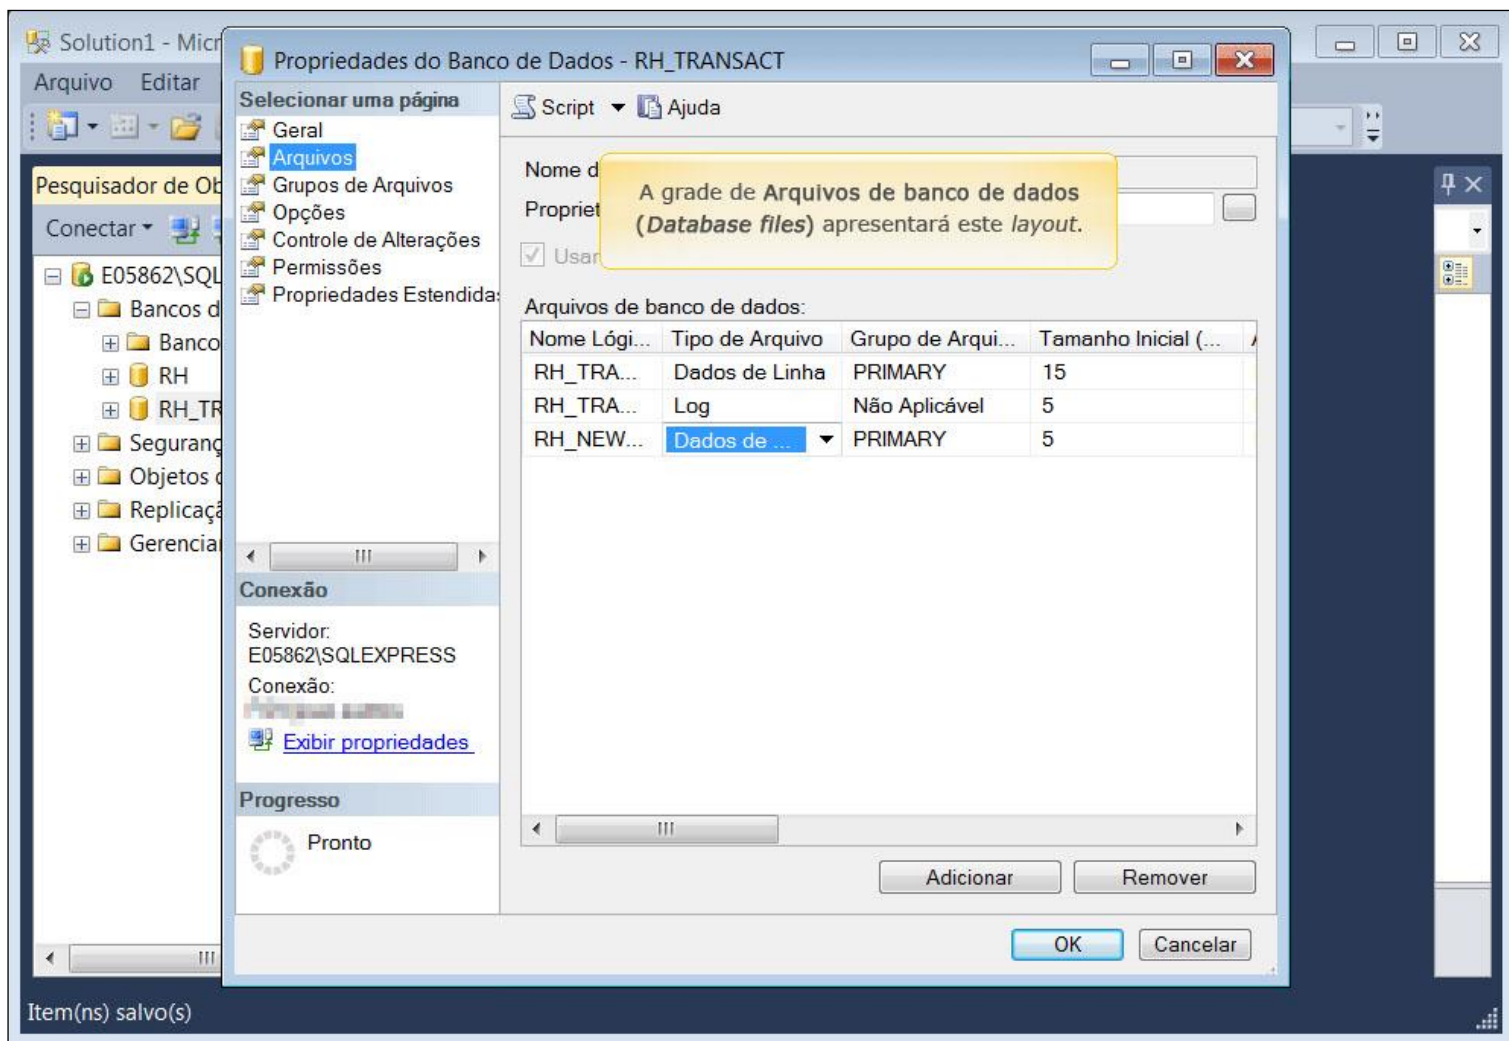 Solution1 - Micr
Arquivo Editar
Pesquisador de Ob
Conectar
E05862\SQL
Bancos d
Banco
RH
RH_TR
Seguranç
Objetos d
Replicaçã
Gerenciar
Item(ns) salvo(s)
Propriedades do Banco de Dados - RH_TRANSACT
Selecionar uma página
Geral
Arquivos
Grupos de Arquivos
Opções
Controle de Alterações
Permissões
Propriedades Estendida
Conexão
Servidor:
E05862\SQLEXPRESS
Conexão:
Exibir propriedades
Progresso
Pronto
Script Ajuda
Nome d
Propriet
Usar
A grade de Arquivos de banco de dados
(Database files) apresentará este layout.
Arquivos de banco de dados:
Nome Lógi... Tipo de Arquivo Grupo de Arqui... Tamanho Inicial (...
RH_TRA... Dados de Linha PRIMARY 15
RH_TRA... Log Não Aplicável 5
RH_NEW... Dados de ... PRIMARY 5
Adicionar Remover
OK Cancelar